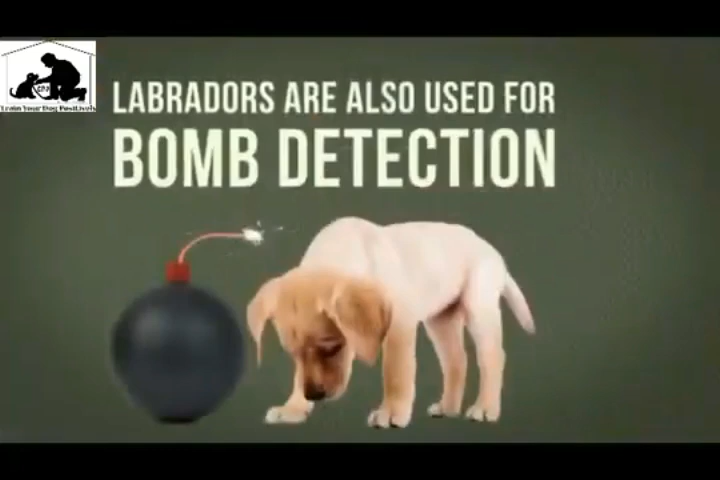 Train Your Dog Positively
LABRADORS ARE ALSO USED FOR
BOMB DETECTION